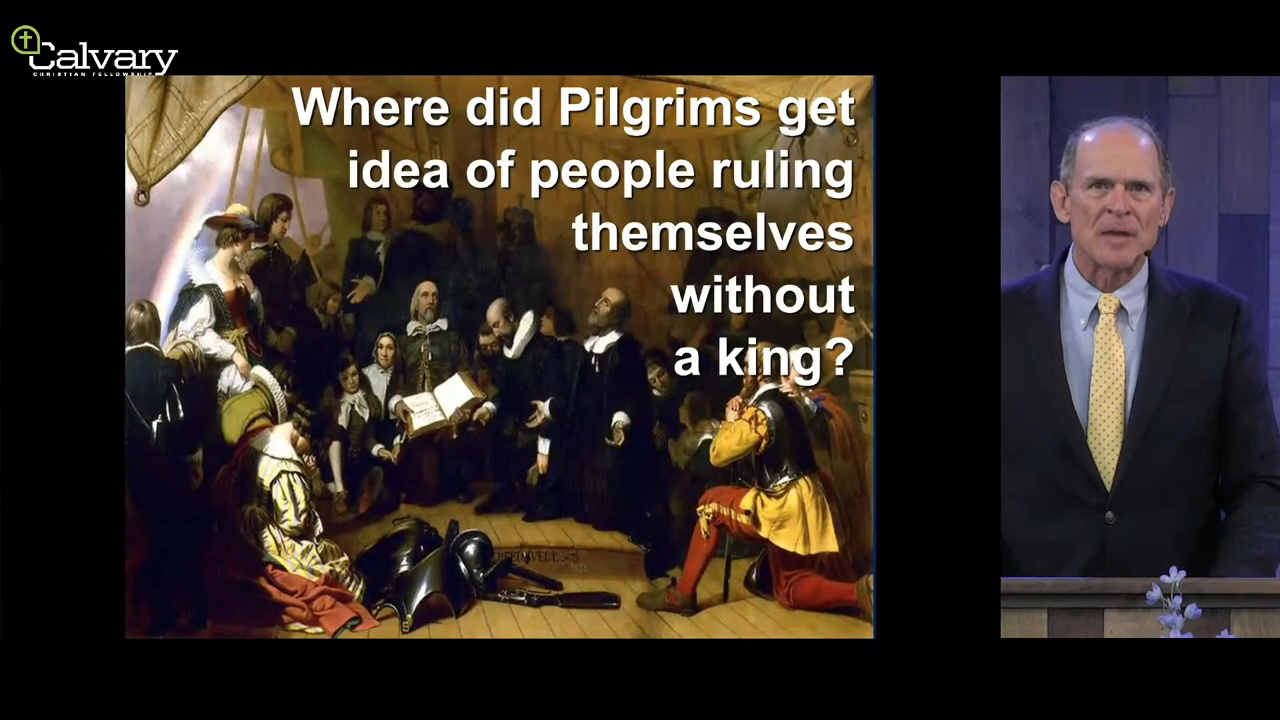 Calvary
CHRISTIAN FELLOWSHIP
Where did Pilgrims get
idea of people ruling
themselves
without
a king?